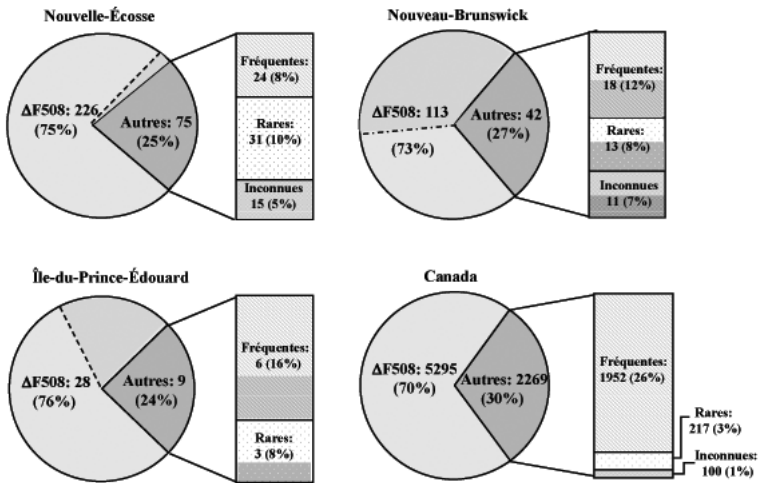 Nouvelle-Écosse
ΔF508: 226
(75%)
Autres: 75
(25%)
Fréquentes:
24 (8%)
Rares:
31 (10%)
Inconnues
15 (5%)
Nouveau-Brunswick
ΔF508: 113
(73%)
Autres: 42
(27%)
Fréquentes:
18 (12%)
Rares:
13 (8%)
Inconnues
11 (7%)
Île-du-Prince-Édouard
ΔF508: 28
(76%)
Autres: 9
(24%)
Fréquentes:
6 (16%)
Rares:
3 (8%)
Canada
ΔF508: 5295
(70%)
Autres: 2269
(30%)
Fréquentes:
1952 (26%)
Rares:
217 (3%)
Inconnues:
100 (1%)